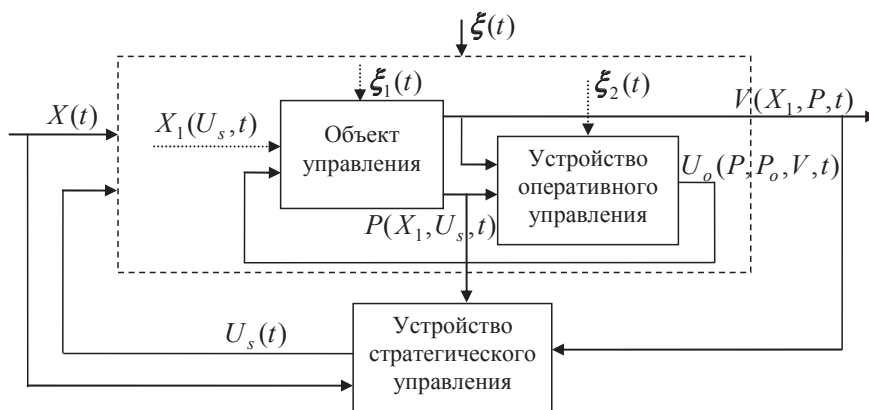 ξ(t)
ξ₁(t)
ξ₂(t)
X(t)
X₁(Uₛ,t)
V(X₁,P,t)
Объект
управления
Устройство
оперативного
управления
Uₒ(P,Pₒ,V,t)
P(X₁,Uₛ,t)
Uₛ(t)
Устройство
стратегического
управления